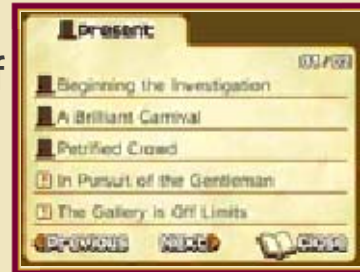 Present
Beginning the Investigation
A Brilliant Carnival
Petrified Crowd
In Pursuit of the Gentleman
The Gallery is Off Limits
Previous Next Close